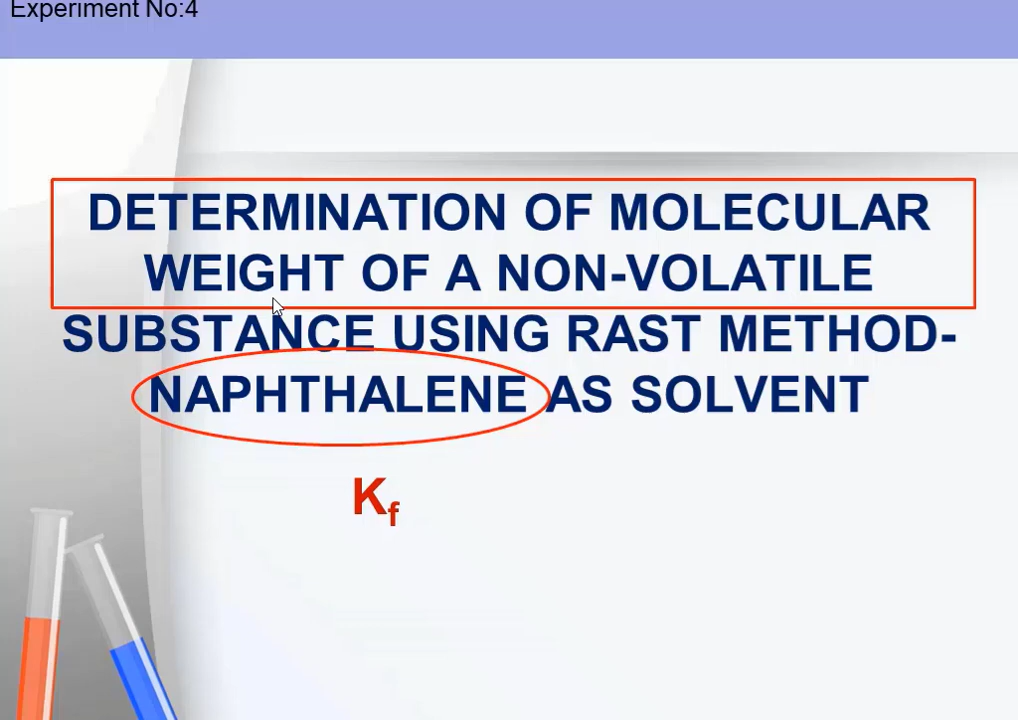 Experiment No:4
DETERMINATION OF MOLECULAR
WEIGHT OF A NON-VOLATILE
SUBSTANCE USING RAST METHOD-
NAPHTHALENE AS SOLVENT
Kf